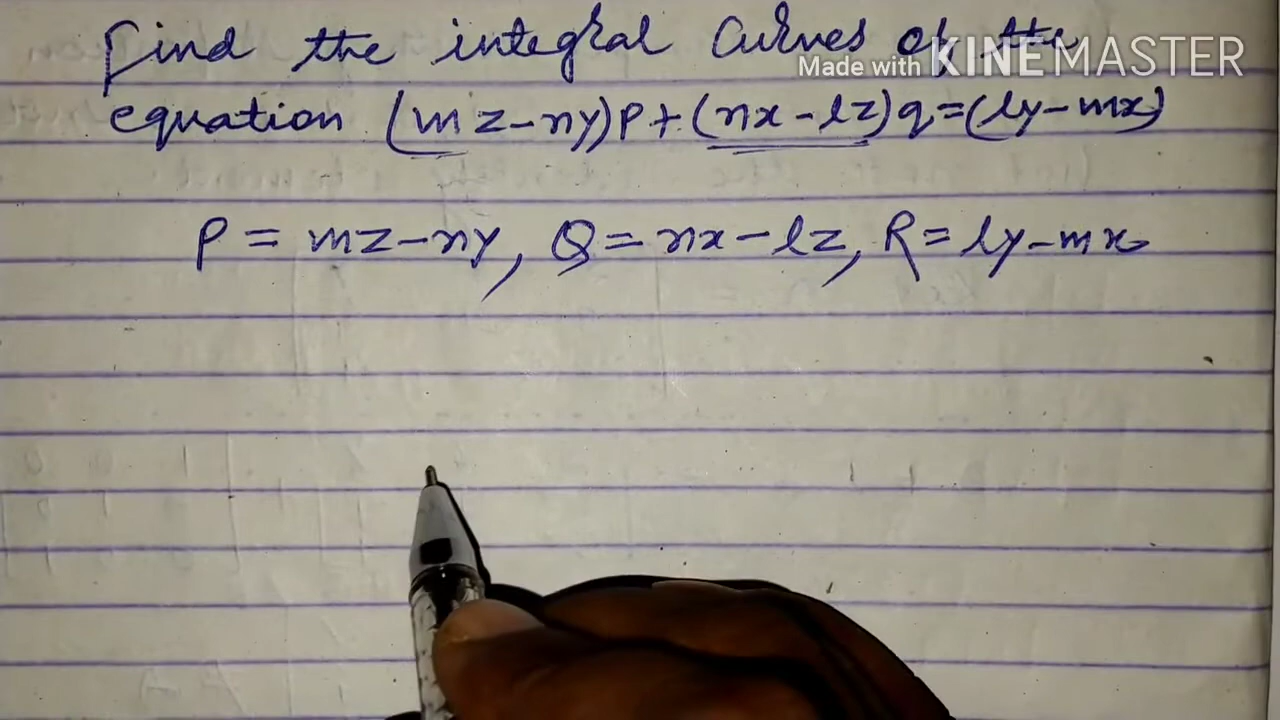 Find the integral Curves of the
Made with KINEMASTER
equation (mz-ny)p+(nx-lz)q=(ly-mx)
P = mz-ny, Q = nx-lz, R = ly-mx